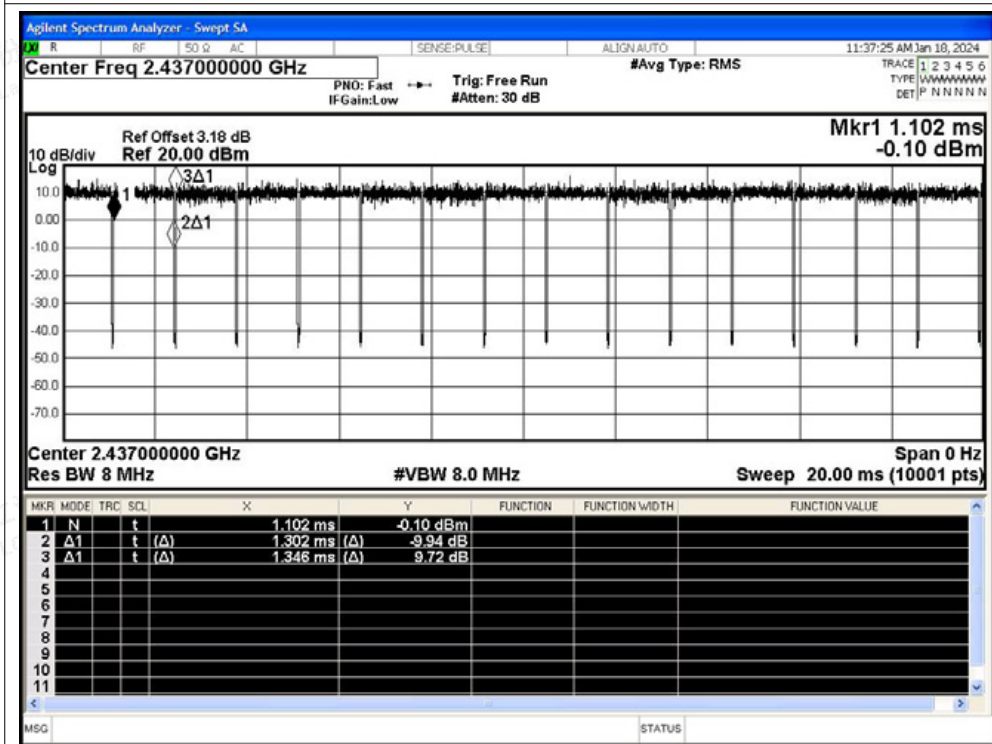 Agilent Spectrum Analyzer - Swept SA
LXI R RF 50 Ω AC SENSE:PULSE ALIGN AUTO 11:37:25 AM Jan 18, 2024
Center Freq 2.437000000 GHz #Avg Type: RMS TRACE 1 2 3 4 5 6
PNO: Fast Trig: Free Run TYPE WWWWWW
IFGain:Low #Atten: 30 dB DET P N N N N N
Mkr1 1.102 ms
Ref Offset 3.18 dB
10 dB/div Ref 20.00 dBm -0.10 dBm
Log
3Δ1
10.0
1
0.00
2Δ1
-10.0
-20.0
-30.0
-40.0
-50.0
-60.0
-70.0
Center 2.437000000 GHz Span 0 Hz
Res BW 8 MHz #VBW 8.0 MHz Sweep 20.00 ms (10001 pts)
MKR MODE TRC SCL X Y FUNCTION FUNCTION WIDTH FUNCTION VALUE
1 N t 1.102 ms -0.10 dBm
2 Δ1 t (Δ) 1.302 ms (Δ) -9.94 dB
3 Δ1 t (Δ) 1.346 ms (Δ) 9.72 dB
4
5
6
7
8
9
10
11
MSG STATUS